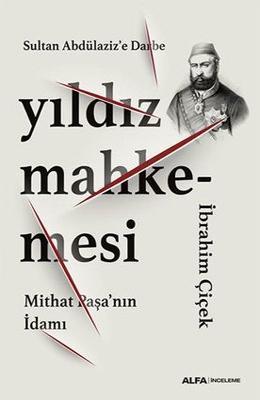 Sultan Abdülaziz'e Darbe
yıldız
mahke-
mesi
İbrahim Çiçek
Mithat Paşa'nın
İdamı
ALFA | İNCELEME